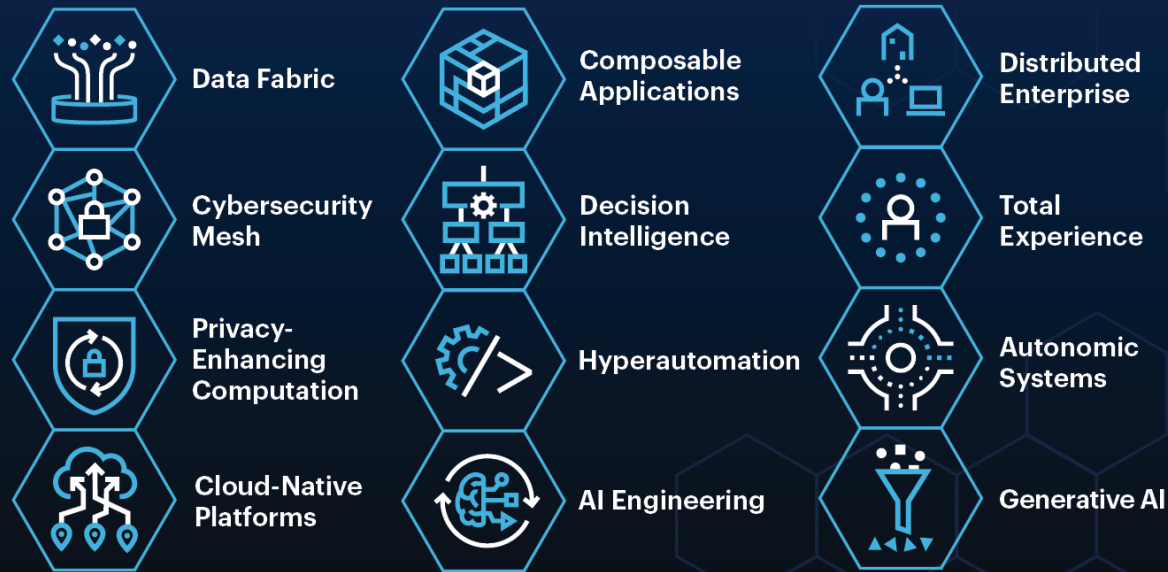 Data Fabric
Cybersecurity
Mesh
Privacy-
Enhancing
Computation
Cloud-Native
Platforms
Composable
Applications
Decision
Intelligence
Hyperautomation
AI Engineering
Distributed
Enterprise
Total
Experience
Autonomic
Systems
Generative AI